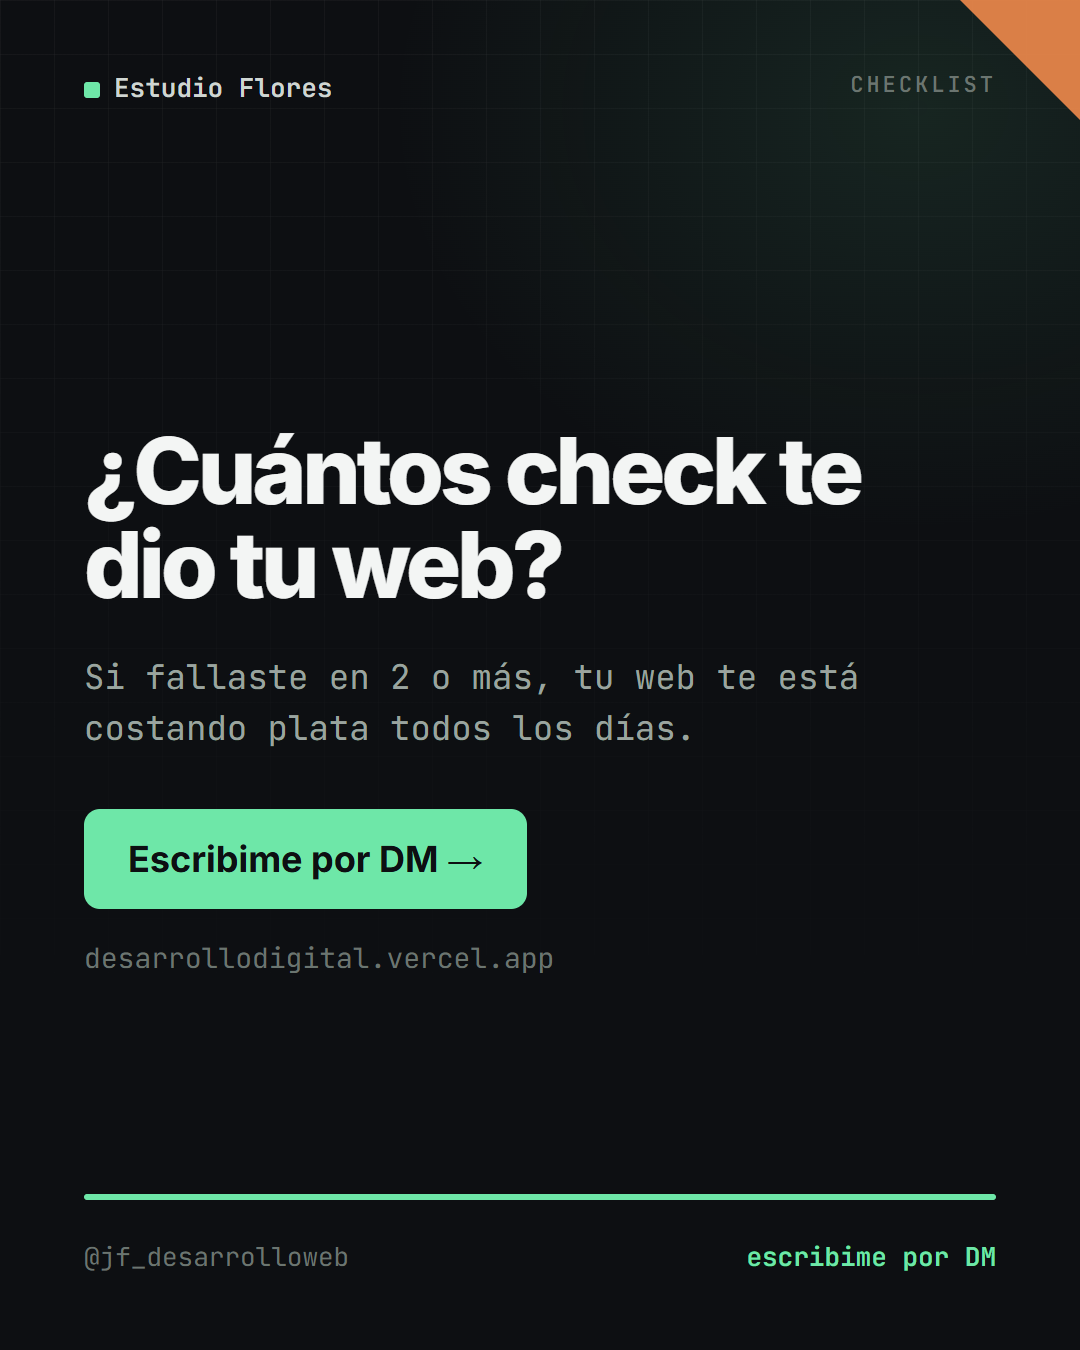 Estudio Flores
CHECKLIST
¿Cuántos check te
dio tu web?
Si fallaste en 2 o más, tu web te está
costando plata todos los días.
Escribime por DM →
desarrollodigital.vercel.app
@jf_desarrolloweb
escribime por DM